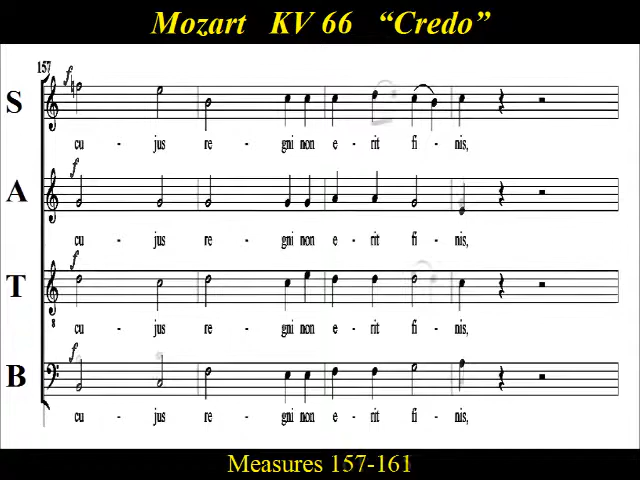 Mozart KV 66 “Credo”
157
f
S
cu - jus re - gni non e - rit fi - nis,
f
A
cu - jus re - gni non e - rit fi - nis,
f
T
8
cu - jus re - gni non e - rit fi - nis,
f
B
cu - jus re - gni non e - rit fi - nis,
Measures 157-161